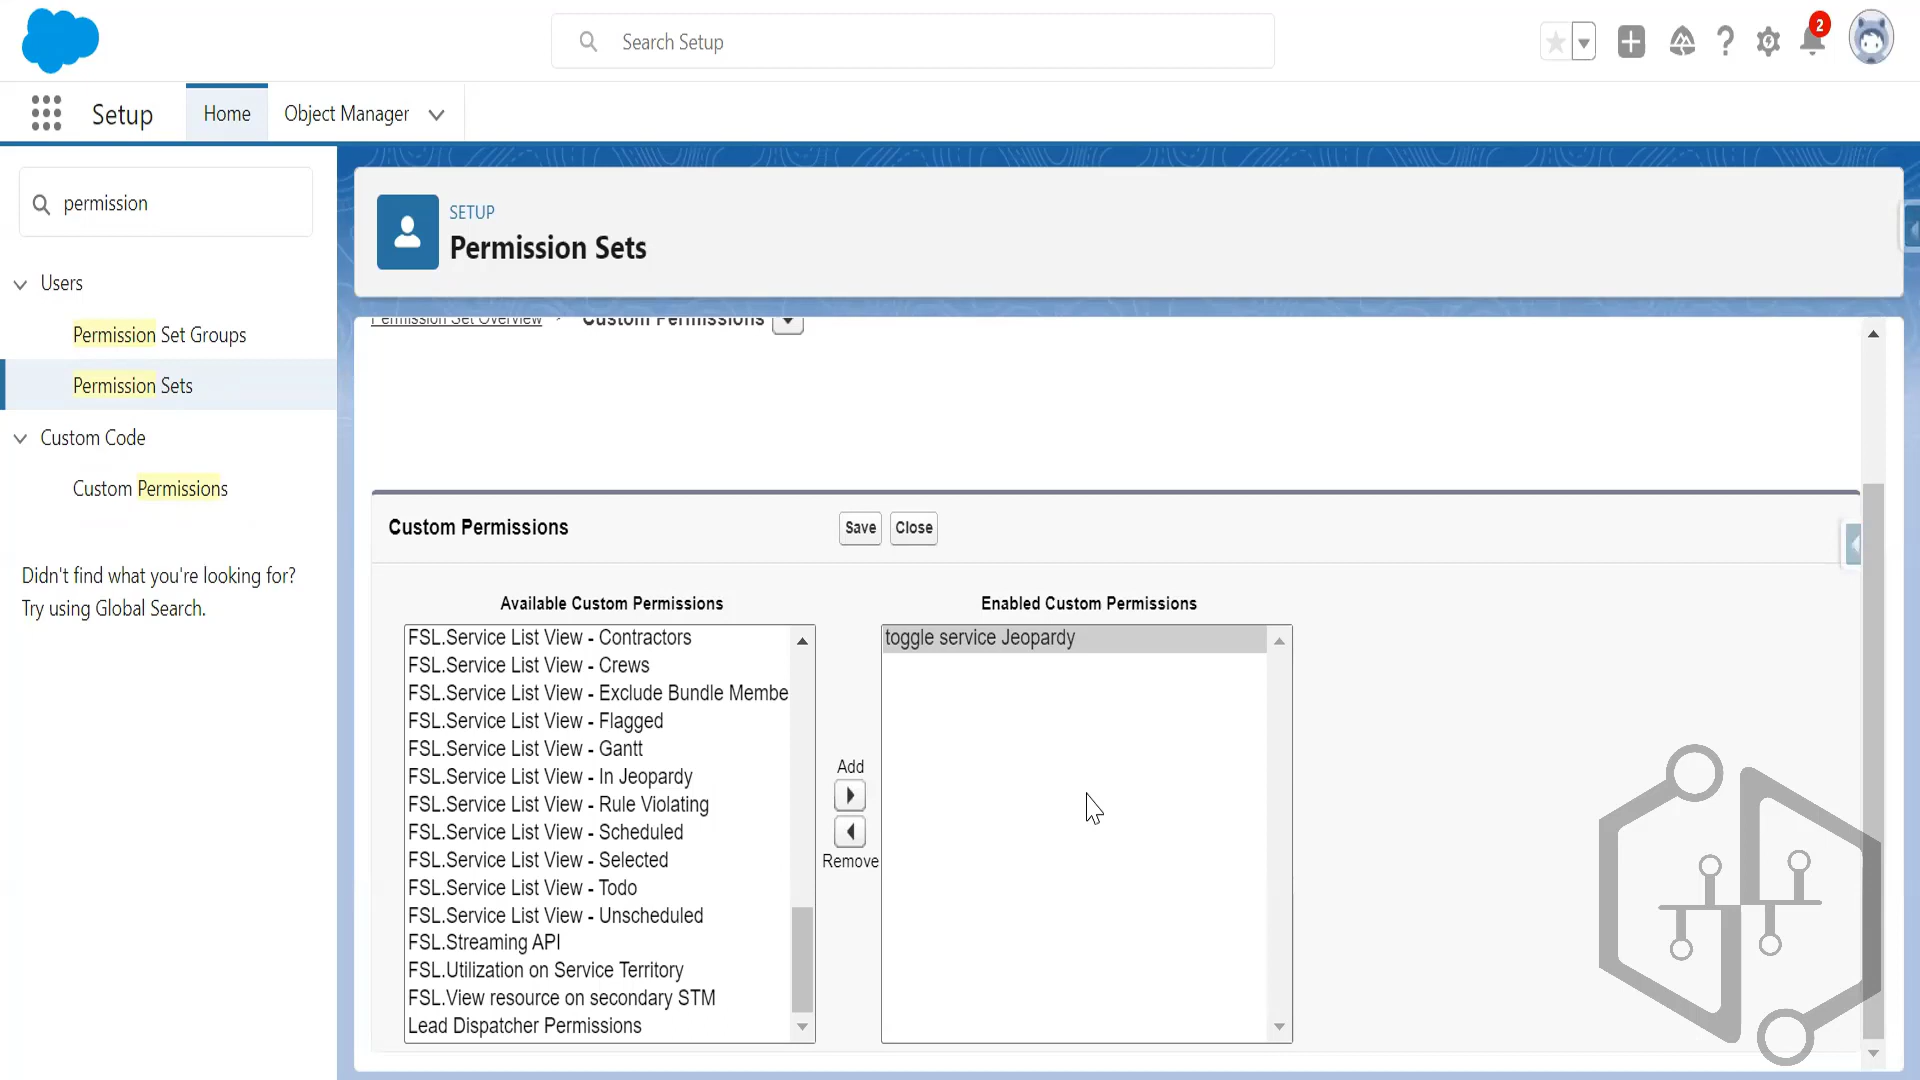 Search Setup
2
Setup
Home
Object Manager
permission
Users
Permission Set Groups
Permission Sets
Custom Code
Custom Permissions
Didn't find what you're looking for?
Try using Global Search.
SETUP
Permission Sets
Permission Set Overview > Custom Permissions
Custom Permissions
Save
Close
Available Custom Permissions
FSL.Service List View - Contractors
FSL.Service List View - Crews
FSL.Service List View - Exclude Bundle Membe
FSL.Service List View - Flagged
FSL.Service List View - Gantt
FSL.Service List View - In Jeopardy
FSL.Service List View - Rule Violating
FSL.Service List View - Scheduled
FSL.Service List View - Selected
FSL.Service List View - Todo
FSL.Service List View - Unscheduled
FSL.Streaming API
FSL.Utilization on Service Territory
FSL.View resource on secondary STM
Lead Dispatcher Permissions
Add
Remove
Enabled Custom Permissions
toggle service Jeopardy